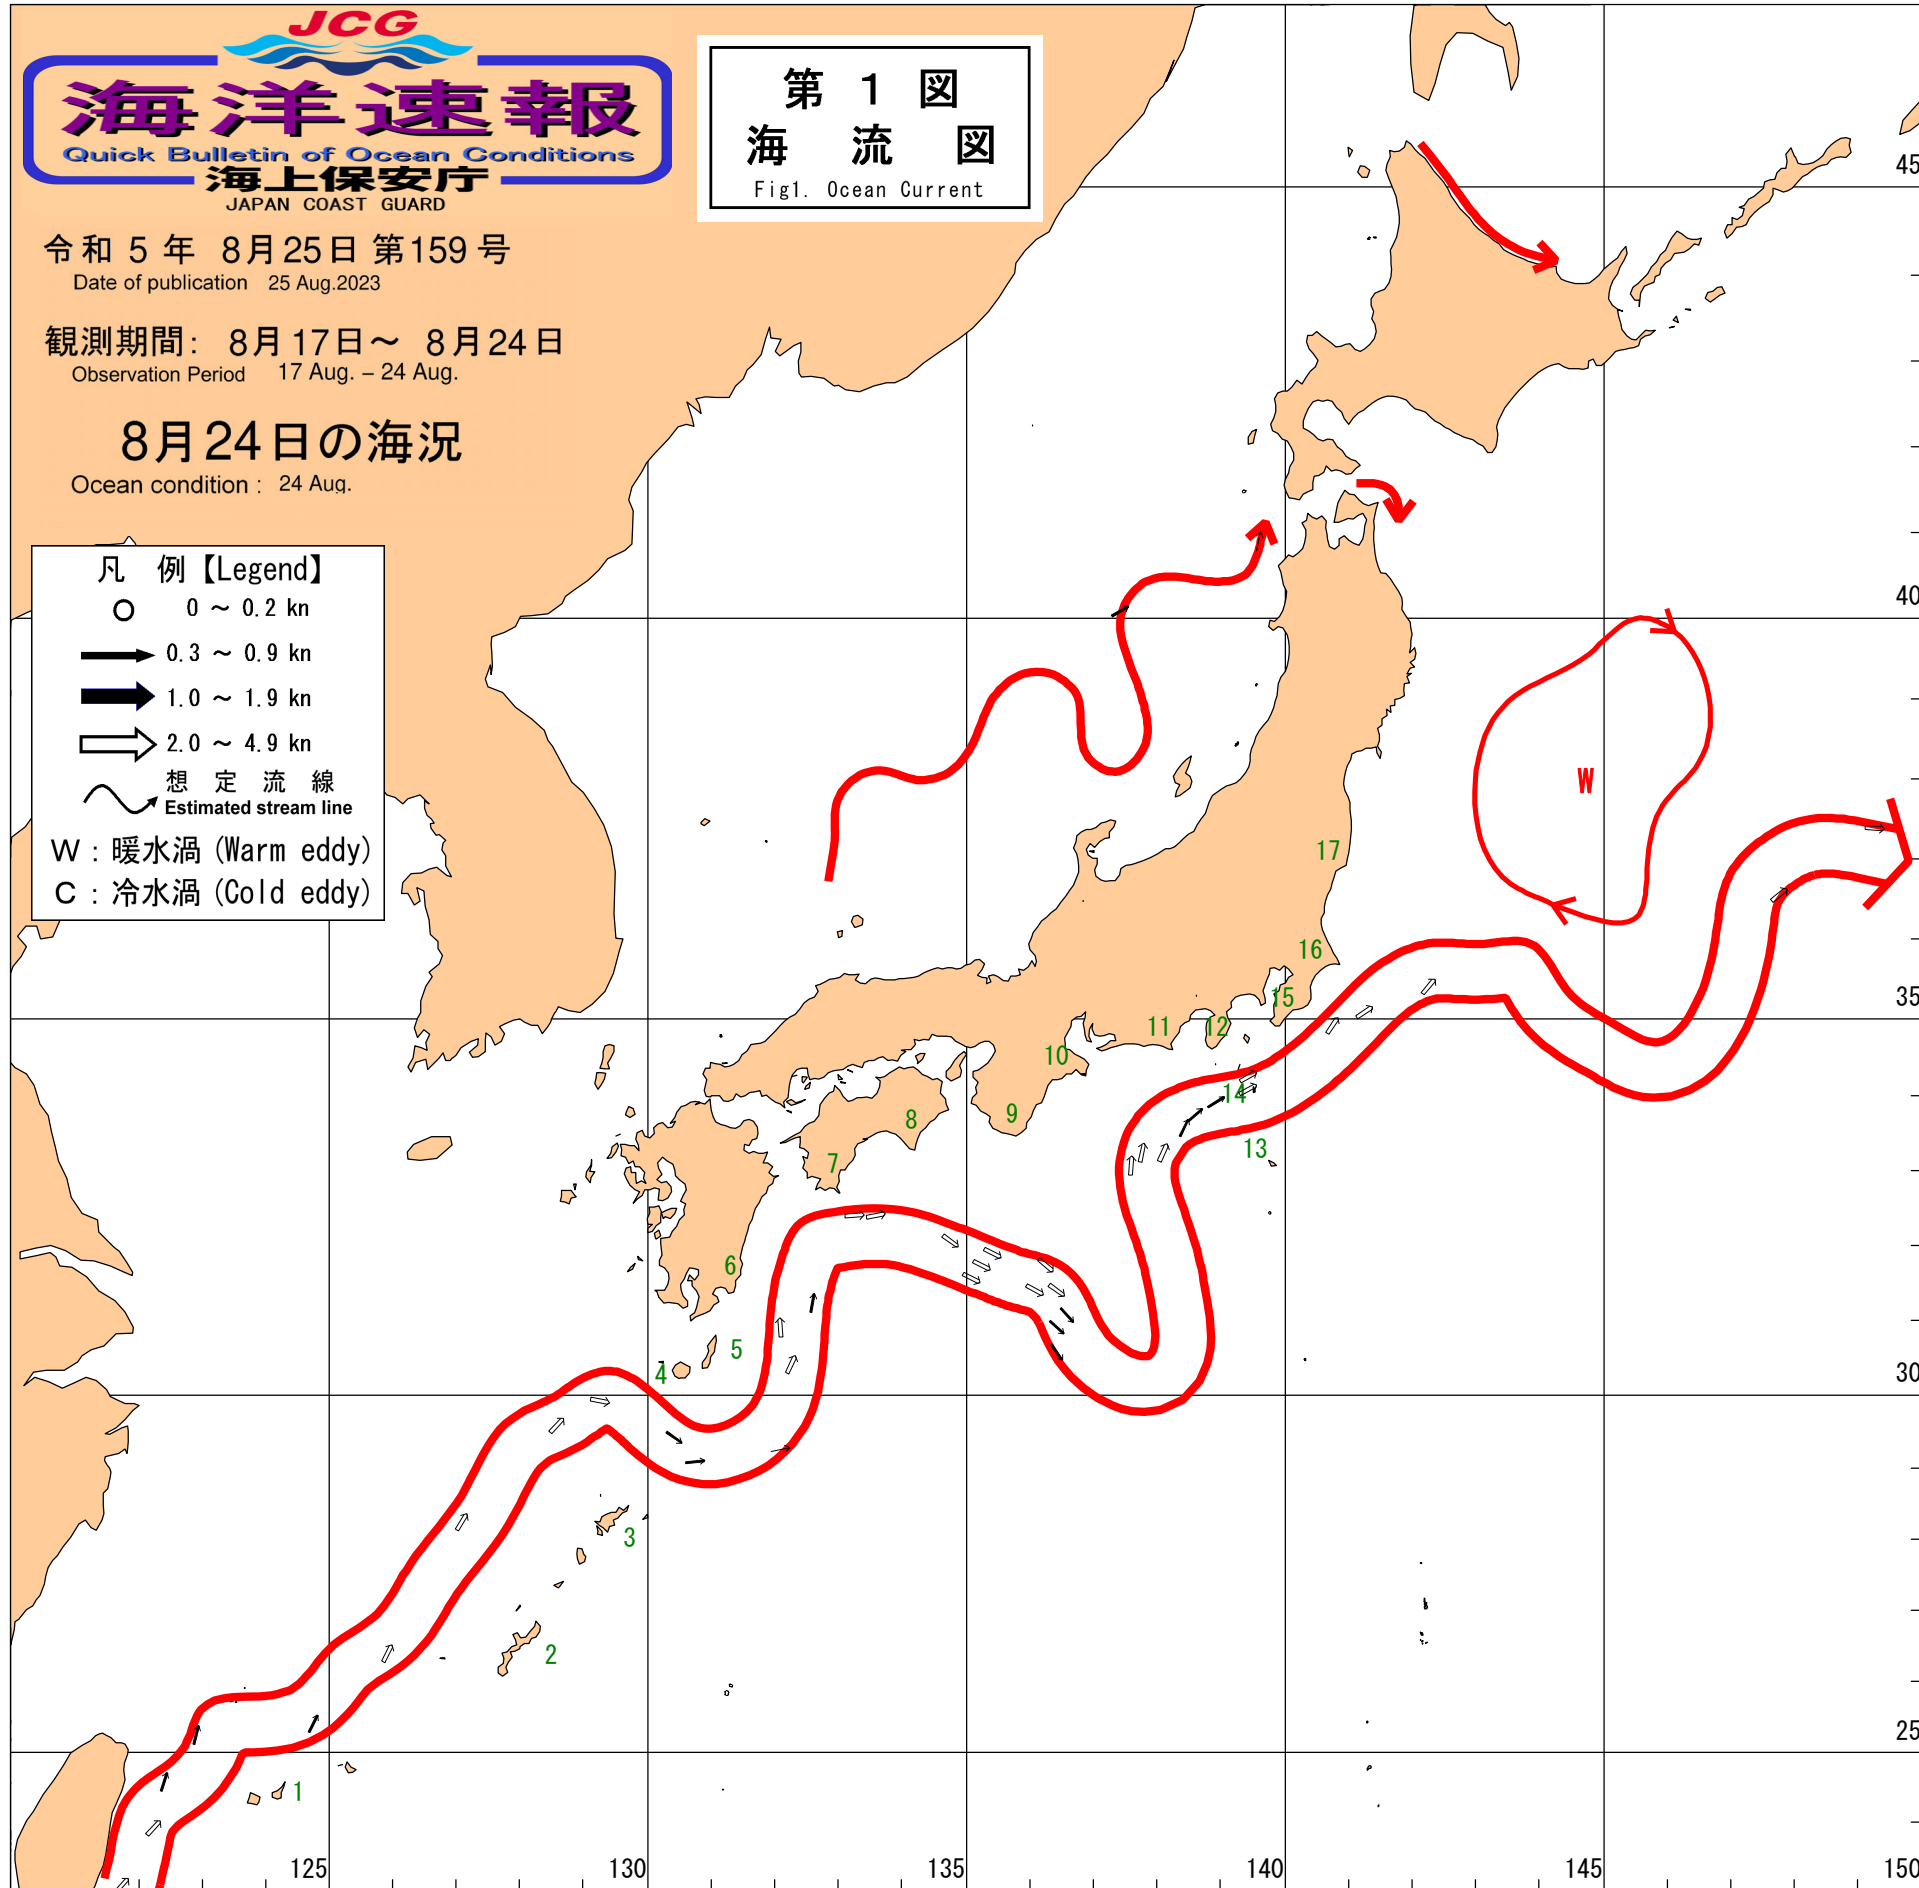 JCG
海洋速報
Quick Bulletin of Ocean Conditions
海上保安庁
JAPAN COAST GUARD
第 1 図
海 流 図
Fig1. Ocean Current
令和 5 年 8月25日 第159 号
Date of publication 25 Aug.2023
観測期間: 8月17日～ 8月24日
Observation Period 17 Aug. – 24 Aug.
8月24日の海況
Ocean condition : 24 Aug.
凡 例【Legend】
0 ～ 0.2 kn
0.3 ～ 0.9 kn
1.0 ～ 1.9 kn
2.0 ～ 4.9 kn
想 定 流 線
Estimated stream line
W : 暖水渦 (Warm eddy)
C : 冷水渦 (Cold eddy)
45
40
W
17
16
35
15
12
11
10
14
9
8
13
7
6
5
4
30
3
2
25
1
125
130
135
140
145
150